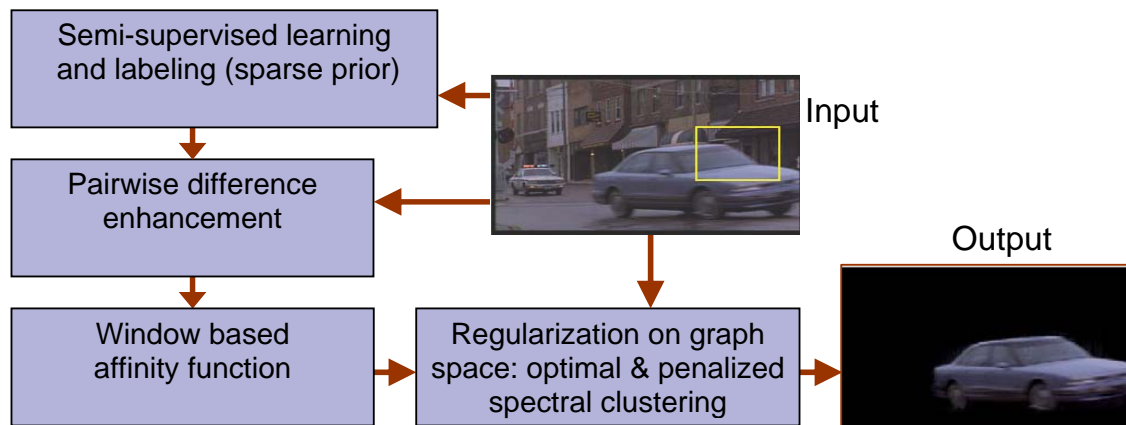 Semi-supervised learning
and labeling (sparse prior)
Input
Pairwise difference
enhancement
Output
Window based
affinity function
Regularization on graph
space: optimal & penalized
spectral clustering